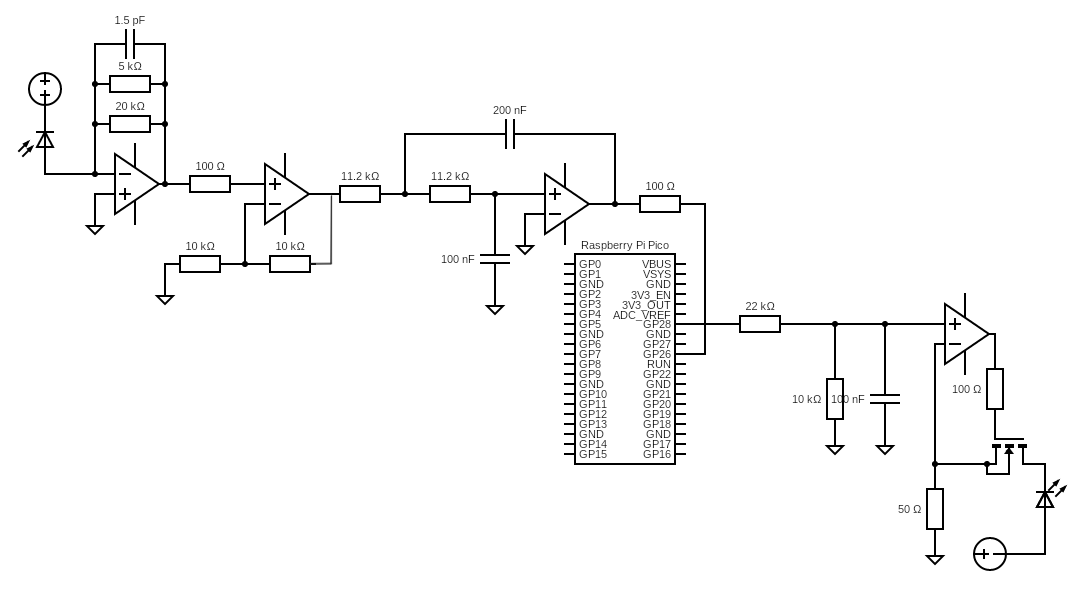 1.5 pF
5 kΩ
20 kΩ
100 Ω
10 kΩ
10 kΩ
11.2 kΩ
11.2 kΩ
200 nF
100 nF
100 Ω
Raspberry Pi Pico
GP0 VBUS
GP1 VSYS
GND GND
GP2 3V3_EN
GP3 3V3_OUT
GP4 ADC_VREF
GP5 GP28
GND GND
GP6 GP27
GP7 GP26
GP8 RUN
GP9 GP22
GND GND
GP10 GP21
GP11 GP20
GP12 GP19
GP13 GP18
GND GND
GP14 GP17
GP15 GP16
22 kΩ
10 kΩ
100 nF
100 Ω
50 Ω